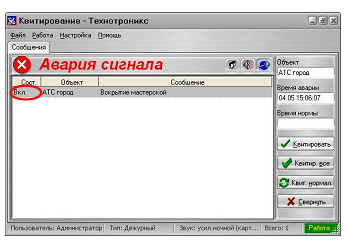 Квитирование - Технотроникс
Файл Работа Настройка Помощь
Сообщения
Авария сигнала
Сост. Объект Сообщение
Вкл. АТС город Вскрытие мастерской
Объект
АТС город
Время аварии
04.05 15:06:07
Время нормы
Квитировать
Квитир. все
Квит. нормал.
Свернуть
Пользователь: Администратор Тип: Дежурный Звук: усил.ночной (карт... Всего: 1 Работа